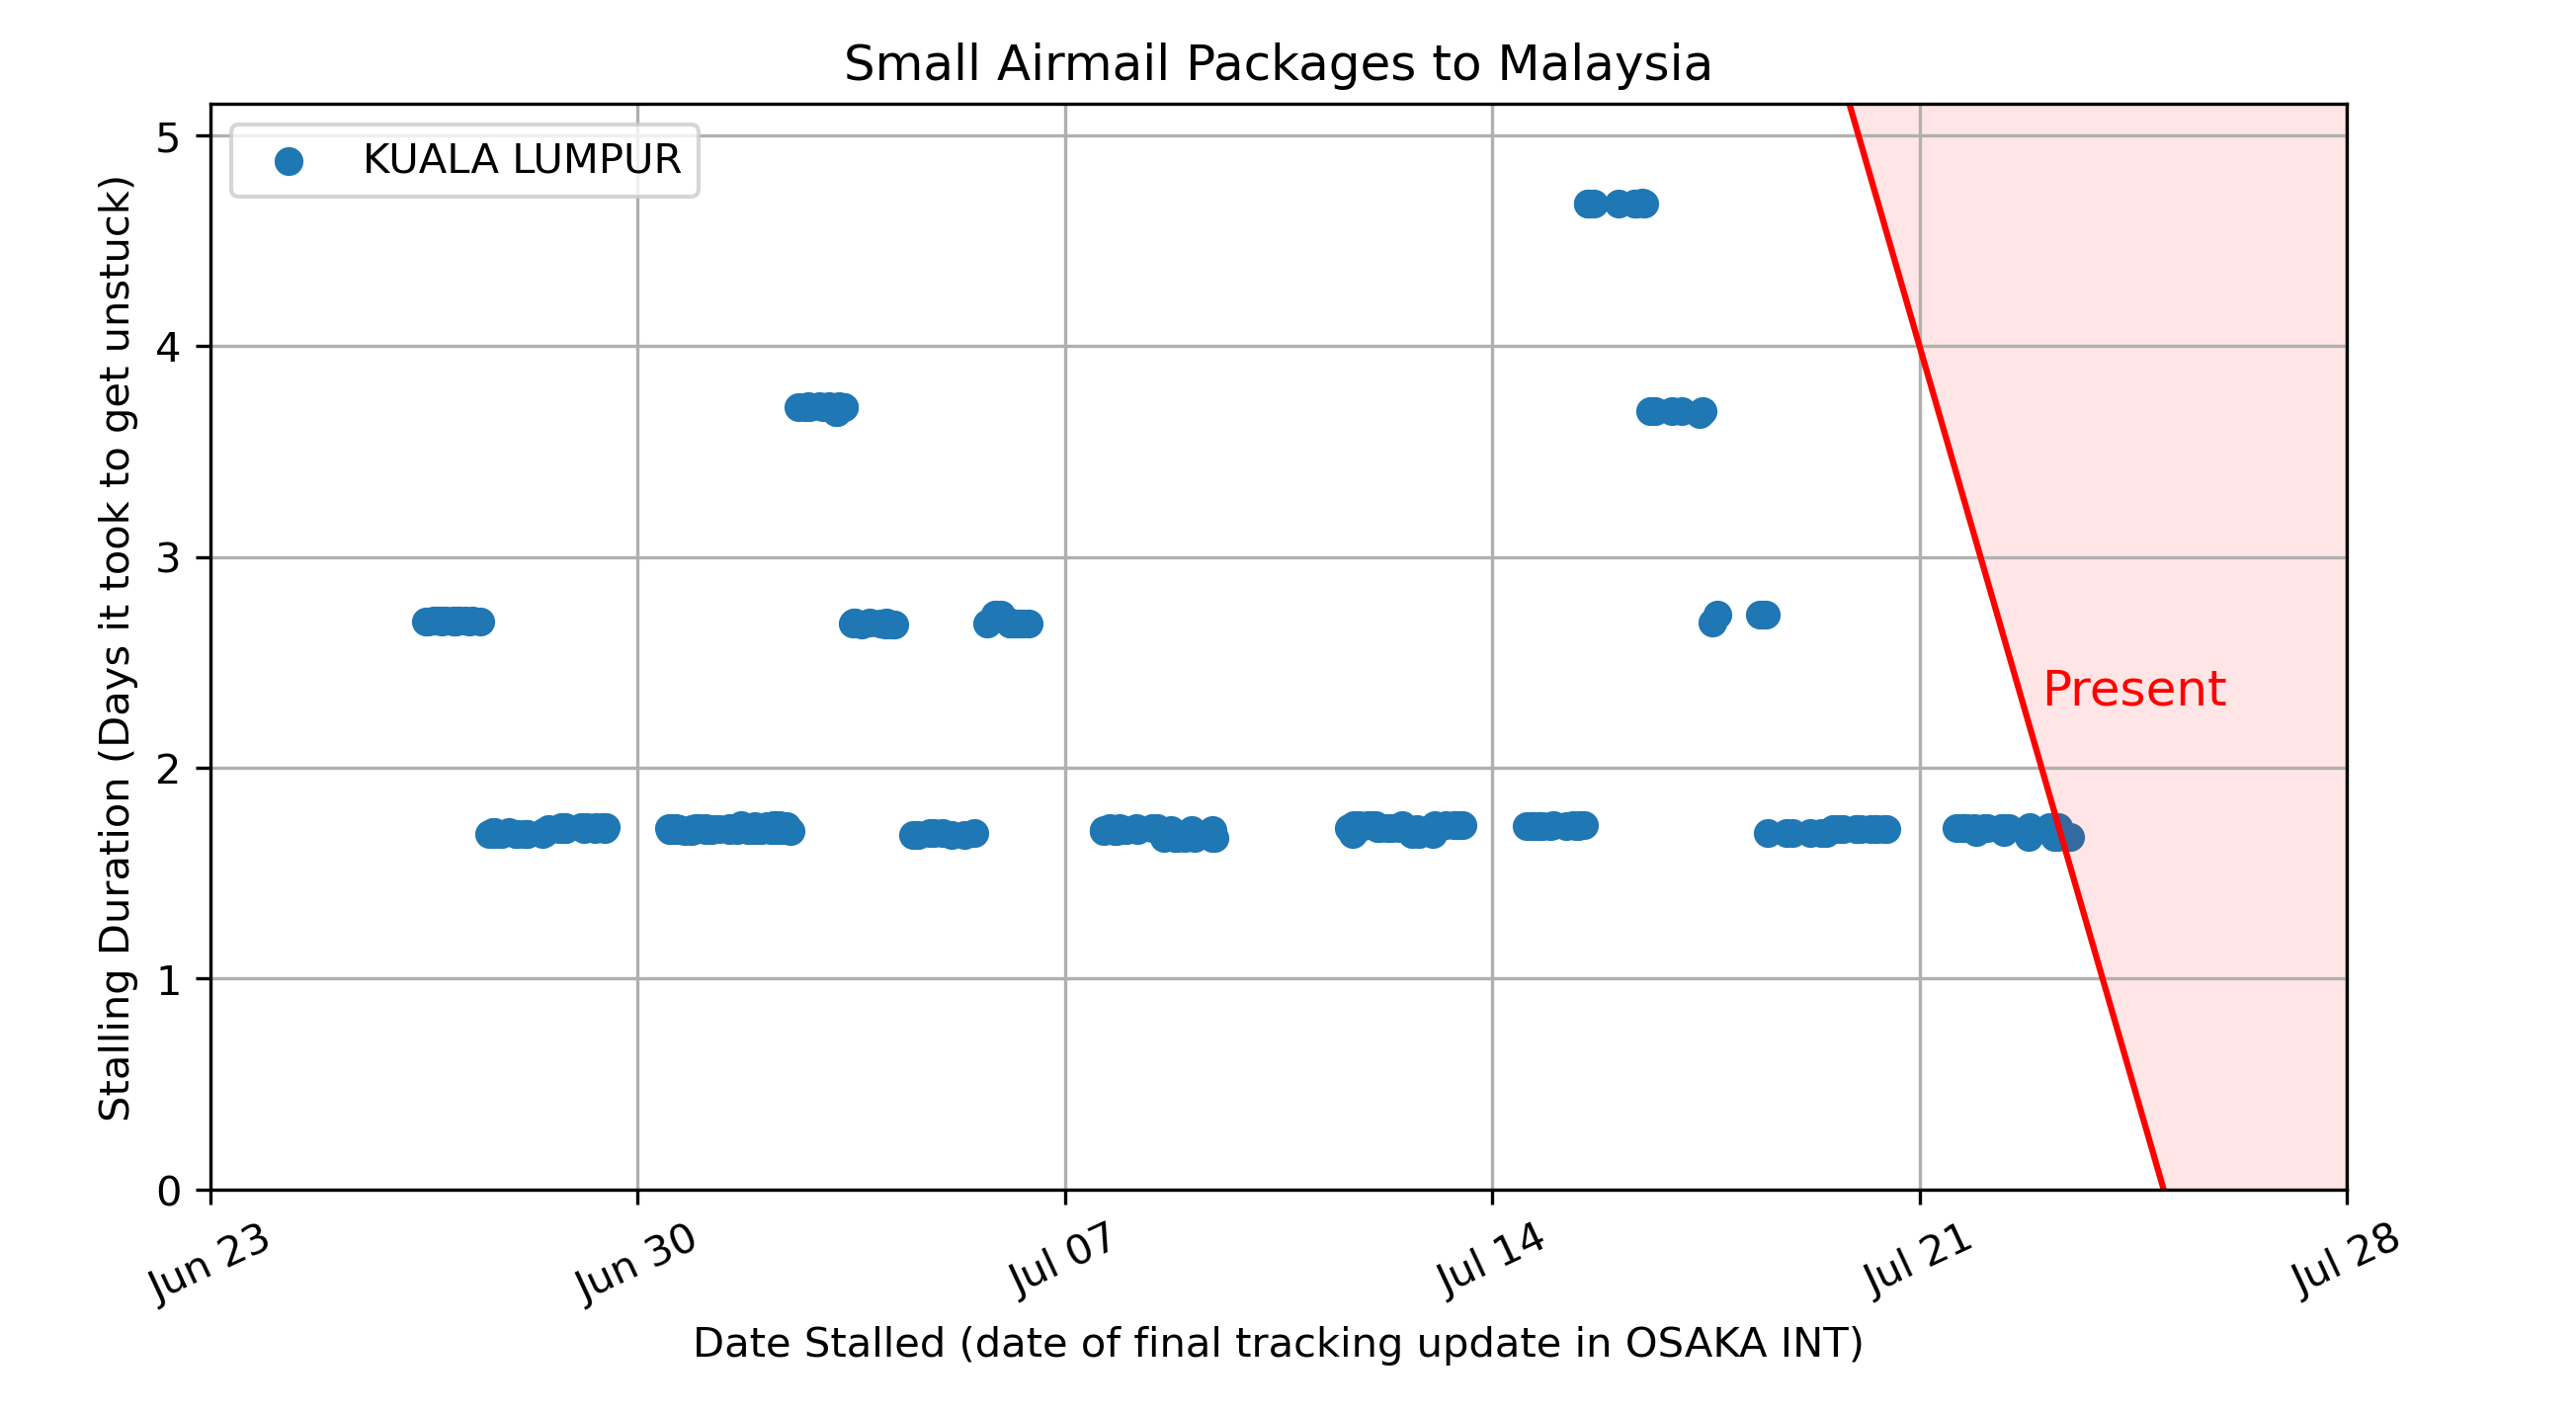 Small Airmail Packages to Malaysia
KUALA LUMPUR
Stalling Duration (Days it took to get unstuck)
5
4
3
2
1
0
Present
Jun 23
Jun 30
Jul 07
Jul 14
Jul 21
Jul 28
Date Stalled (date of final tracking update in OSAKA INT)